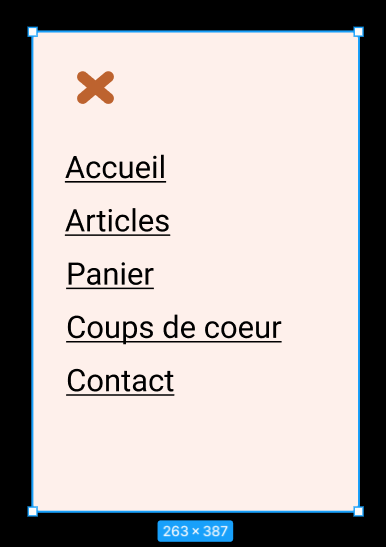 Accueil
Articles
Panier
Coups de coeur
Contact
263 × 387